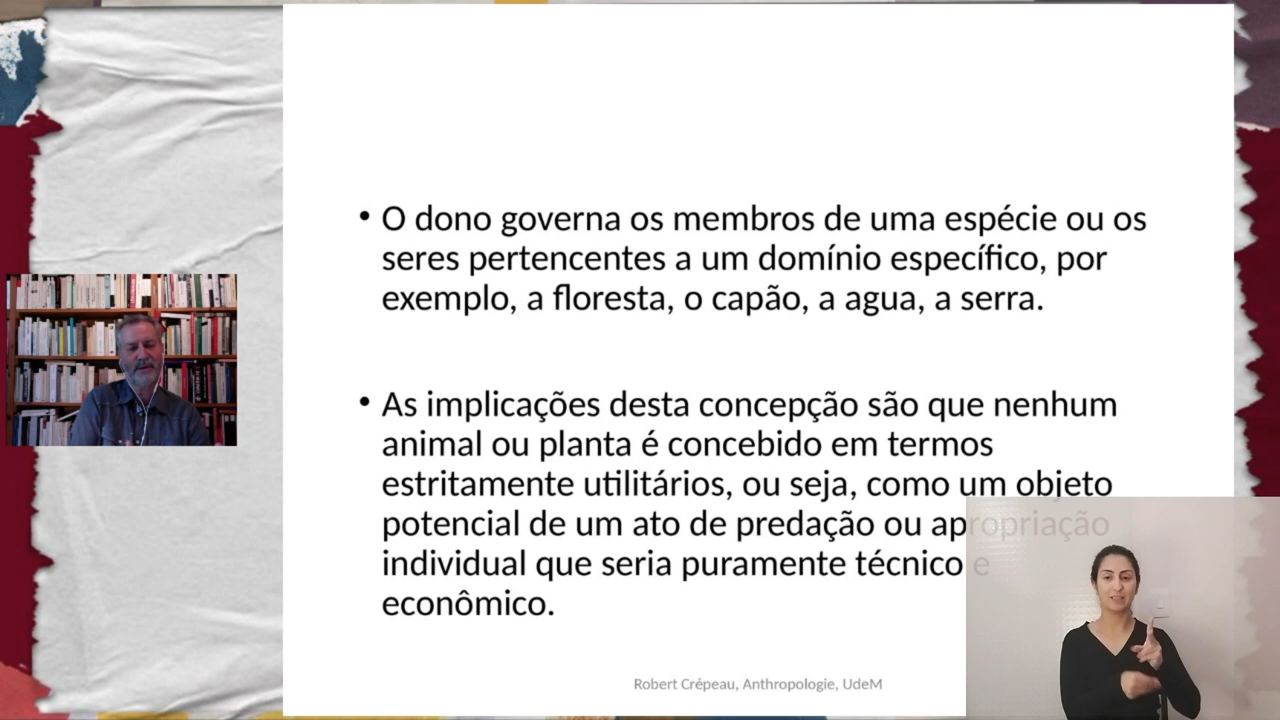 • O dono governa os membros de uma espécie ou os
seres pertencentes a um domínio específico, por
exemplo, a floresta, o capão, a agua, a serra.
• As implicações desta concepção são que nenhum
animal ou planta é concebido em termos
estritamente utilitários, ou seja, como um objeto
potencial de um ato de predação ou apropriação
individual que seria puramente técnico e
econômico.
Robert Crépeau, Anthropologie, UdeM